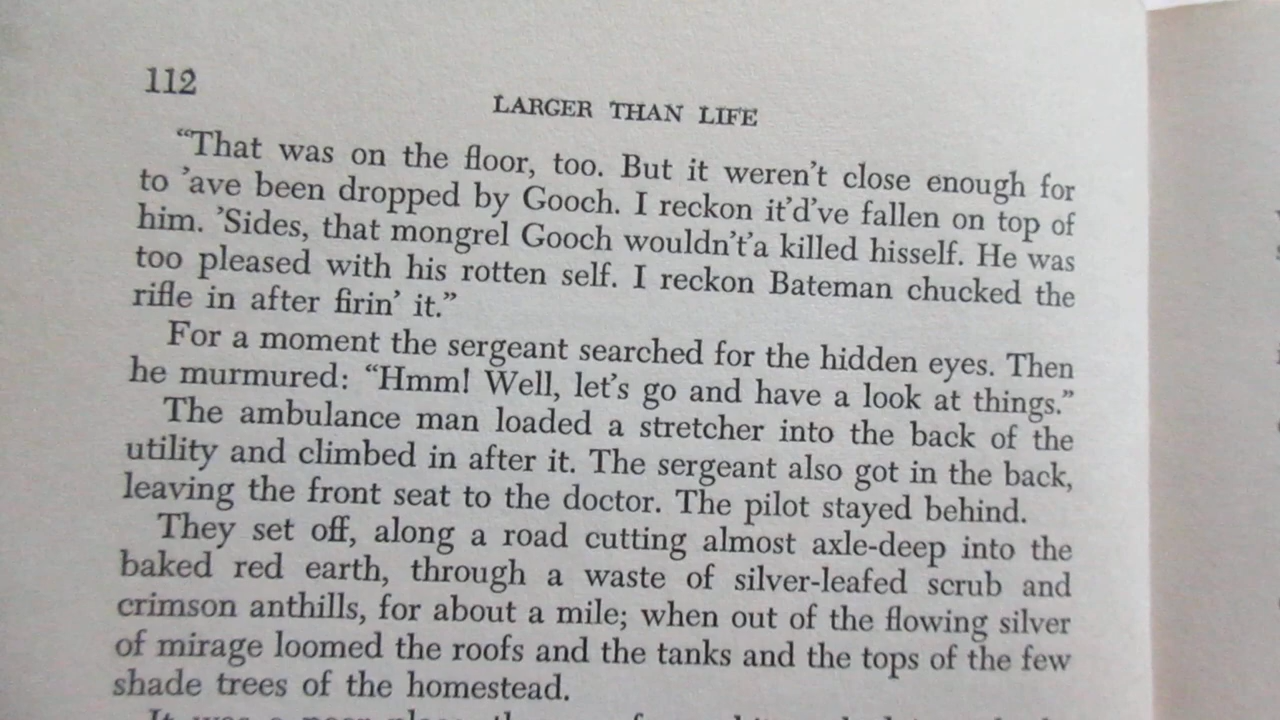 112
LARGER THAN LIFE
“That was on the floor, too. But it weren’t close enough for
to ’ave been dropped by Gooch. I reckon it’d’ve fallen on top of
him. ’Sides, that mongrel Gooch wouldn’t’a killed hisself. He was
too pleased with his rotten self. I reckon Bateman chucked the
rifle in after firin’ it.”
For a moment the sergeant searched for the hidden eyes. Then
he murmured: “Hmm! Well, let’s go and have a look at things.”
The ambulance man loaded a stretcher into the back of the
utility and climbed in after it. The sergeant also got in the back,
leaving the front seat to the doctor. The pilot stayed behind.
They set off, along a road cutting almost axle-deep into the
baked red earth, through a waste of silver-leafed scrub and
crimson anthills, for about a mile; when out of the flowing silver
of mirage loomed the roofs and the tanks and the tops of the few
shade trees of the homestead.
It was a poor place